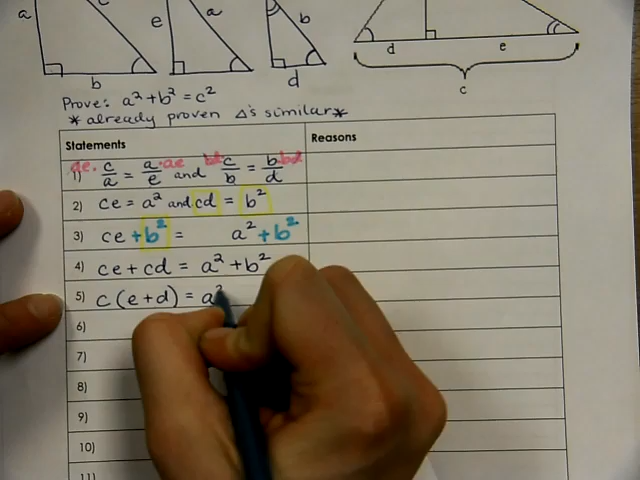 a c e a b
b d d e
c
Prove: a² + b² = c²
* already proven Δ's similar *
Statements Reasons
1) ae · c/a = a/e · ae and bd c/b = b/d · bd
2) ce = a² and cd = b²
3) ce + b² = a² + b²
4) ce + cd = a² + b²
5) c (e + d) = a²
6)
7)
8)
9)
10)
11)